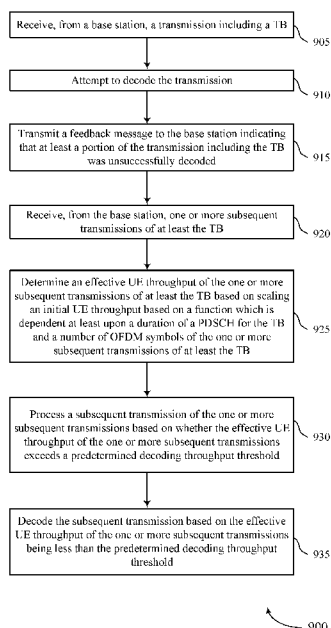 Receive, from a base station, a transmission including a TB
905
Attempt to decode the transmission
910
Transmit a feedback message to the base station indicating
that at least a portion of the transmission including the TB
was unsuccessfully decoded
915
Receive, from the base station, one or more subsequent
transmissions of at least the TB
920
Determine an effective UE throughput of the one or more
subsequent transmissions of at least the TB based on scaling
an initial UE throughput based on a function which is
dependent at least upon a duration of a PDSCH for the TB
and a number of OFDM symbols of the one or more
subsequent transmissions of at least the TB
925
Process a subsequent transmission of the one or more
subsequent transmissions based on whether the effective UE
throughput of the one or more subsequent transmissions
exceeds a predetermined decoding throughput threshold
930
Decode the subsequent transmission based on the effective
UE throughput of the one or more subsequent transmissions
being less than the predetermined decoding throughput
threshold
935
900